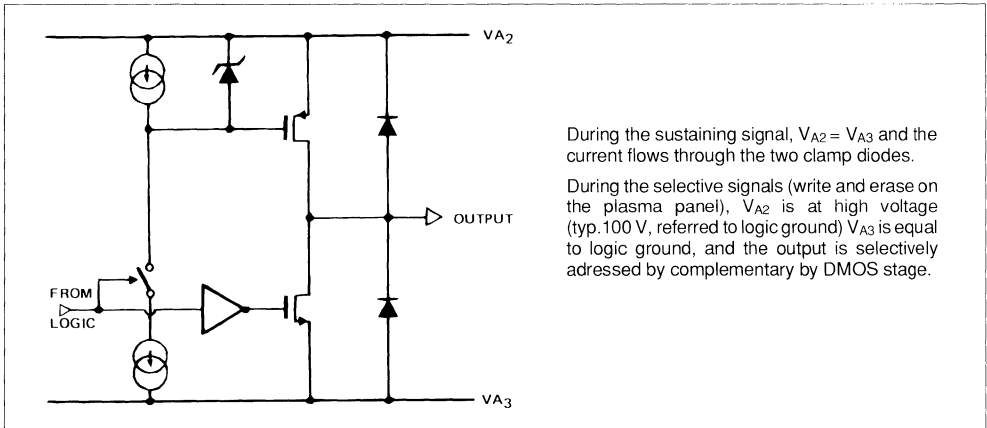 VA2
During the sustaining signal, VA2 = VA3 and the
current flows through the two clamp diodes.
During the selective signals (write and erase on
the plasma panel), VA2 is at high voltage
(typ.100 V, referred to logic ground) VA3 is equal
to logic ground, and the output is selectively
adressed by complementary by DMOS stage.
OUTPUT
FROM
LOGIC
VA3